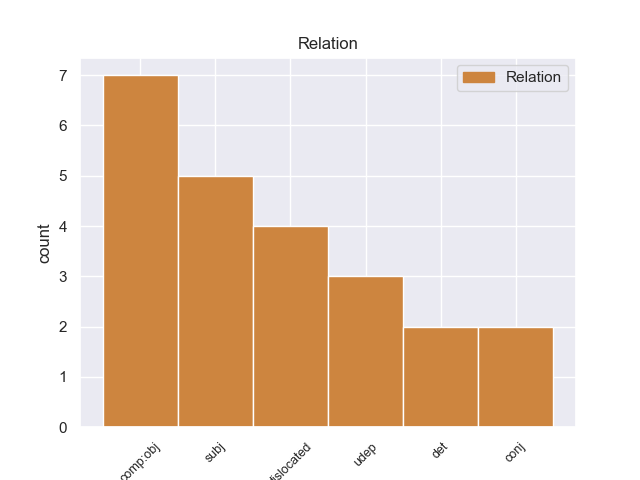 Relation
Relation
count
7
6
5
4
3
2
1
0
comp:obj
subj
dislocated
udep
det
conj